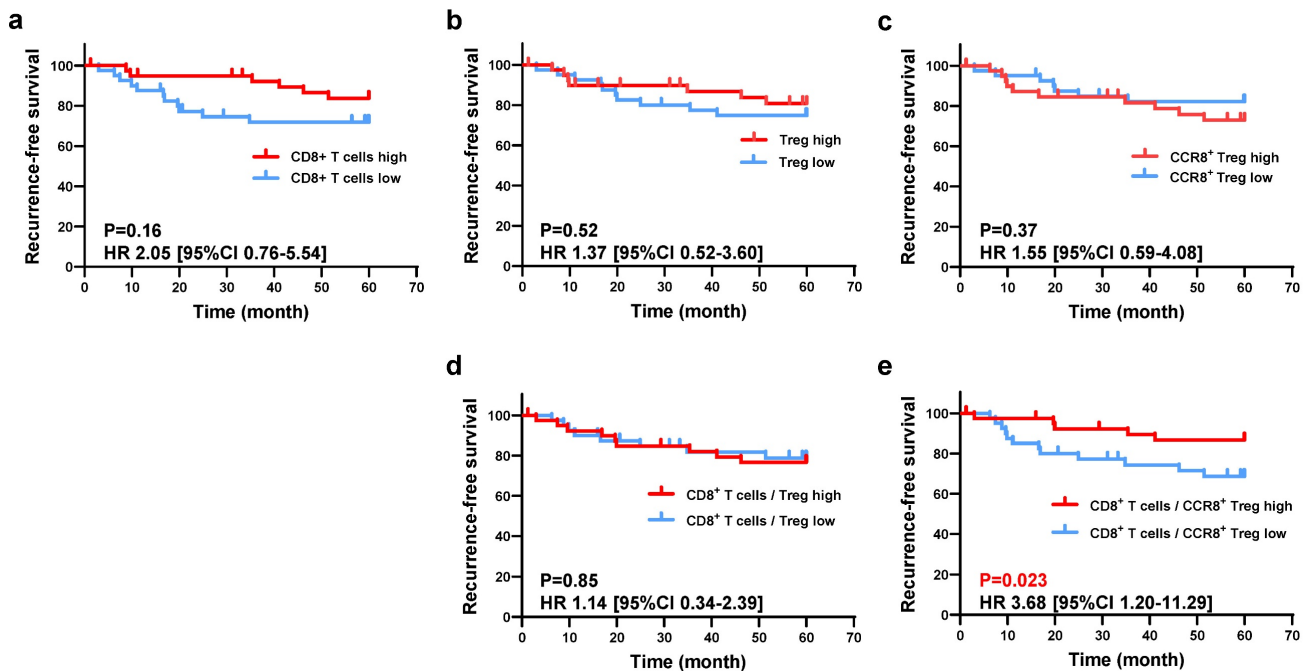 a
Recurrence-free survival
100
80
60
40
20
0
CD8+ T cells high
CD8+ T cells low
P=0.16
HR 2.05 [95%CI 0.76-5.54]
0 10 20 30 40 50 60 70
Time (month)
b
Recurrence-free survival
100
80
60
40
20
0
Treg high
Treg low
P=0.52
HR 1.37 [95%CI 0.52-3.60]
0 10 20 30 40 50 60 70
Time (month)
c
Recurrence-free survival
100
80
60
40
20
0
CCR8⁺ Treg high
CCR8⁺ Treg low
P=0.37
HR 1.55 [95%CI 0.59-4.08]
0 10 20 30 40 50 60 70
Time (month)
d
Recurrence-free survival
100
80
60
40
20
0
CD8⁺ T cells / Treg high
CD8⁺ T cells / Treg low
P=0.85
HR 1.14 [95%CI 0.34-2.39]
0 10 20 30 40 50 60 70
Time (month)
e
Recurrence-free survival
100
80
60
40
20
0
CD8⁺ T cells / CCR8⁺ Treg high
CD8⁺ T cells / CCR8⁺ Treg low
P=0.023
HR 3.68 [95%CI 1.20-11.29]
0 10 20 30 40 50 60 70
Time (month)